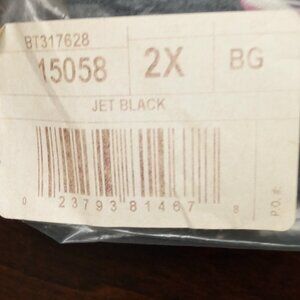 BT317628
15058 2X BG
JET BLACK
0 23793 81467 8
P.O. #: